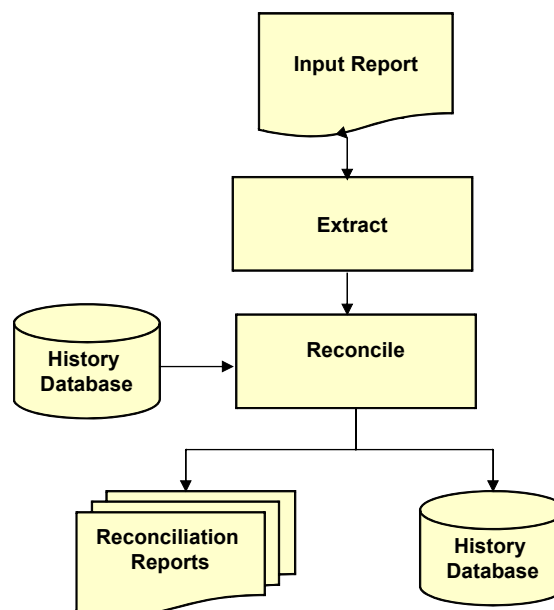 Input Report
Extract
Reconcile
History
Database
Reconciliation
Reports
History
Database